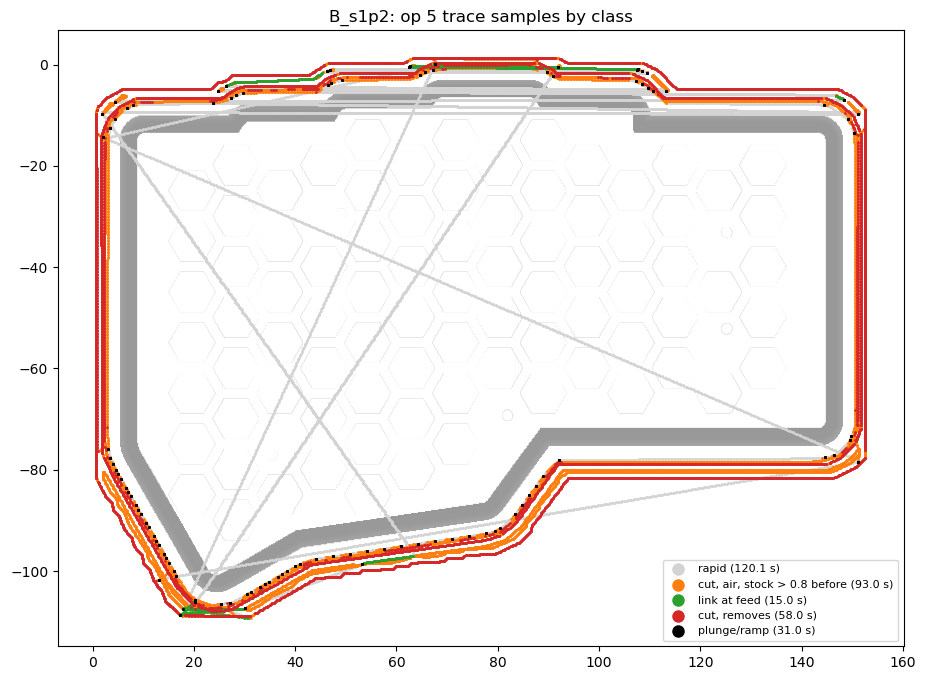 B_s1p2: op 5 trace samples by class
0
−20
−40
−60
−80
−100
0
20
40
60
80
100
120
140
160
rapid (120.1 s)
cut, air, stock > 0.8 before (93.0 s)
link at feed (15.0 s)
cut, removes (58.0 s)
plunge/ramp (31.0 s)